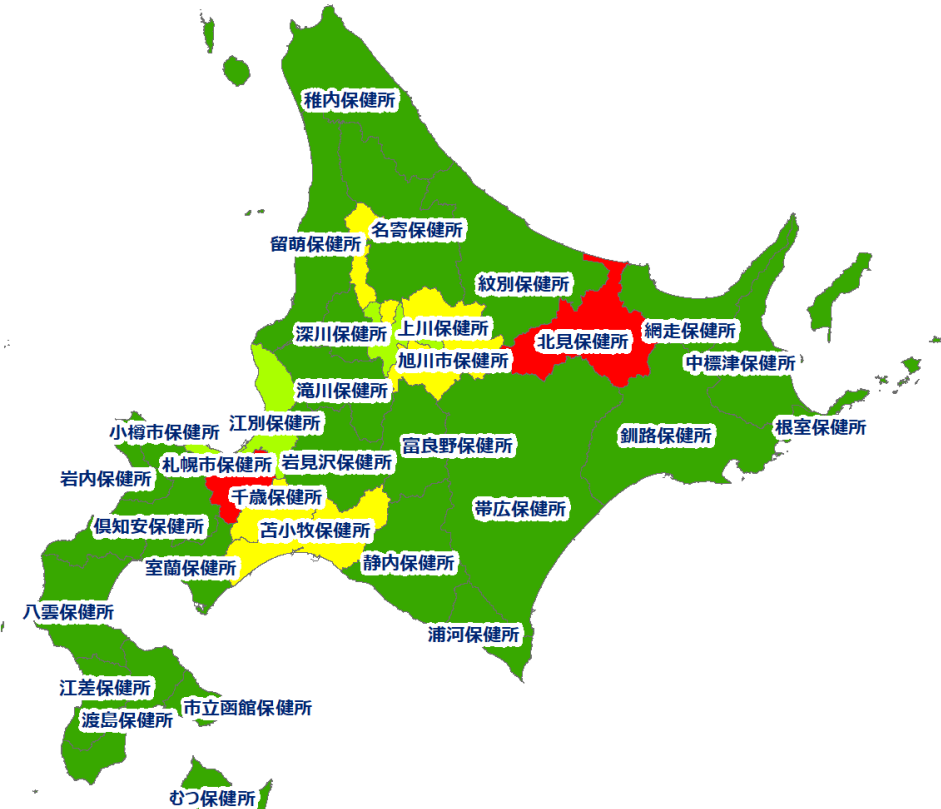 稚内保健所
名寄保健所
留萌保健所
紋別保健所
深川保健所
上川保健所
北見保健所
網走保健所
旭川市保健所
中標津保健所
滝川保健所
江別保健所
小樽市保健所
根室保健所
釧路保健所
富良野保健所
札幌市保健所
岩見沢保健所
岩内保健所
千歳保健所
帯広保健所
倶知安保健所
苫小牧保健所
室蘭保健所
静内保健所
八雲保健所
浦河保健所
江差保健所
市立函館保健所
渡島保健所
むつ保健所